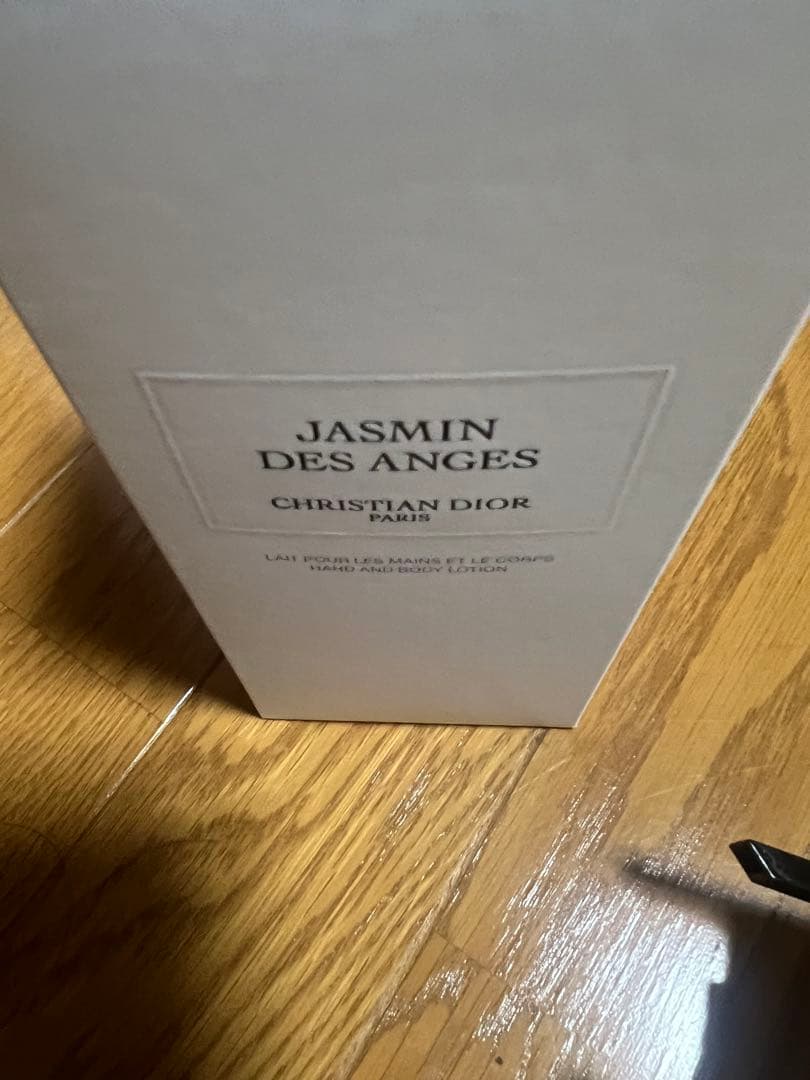 JASMIN
DES ANGES
CHRISTIAN DIOR
PARIS
LAIT POUR LES MAINS ET LE CORPS
HAND AND BODY LOTION